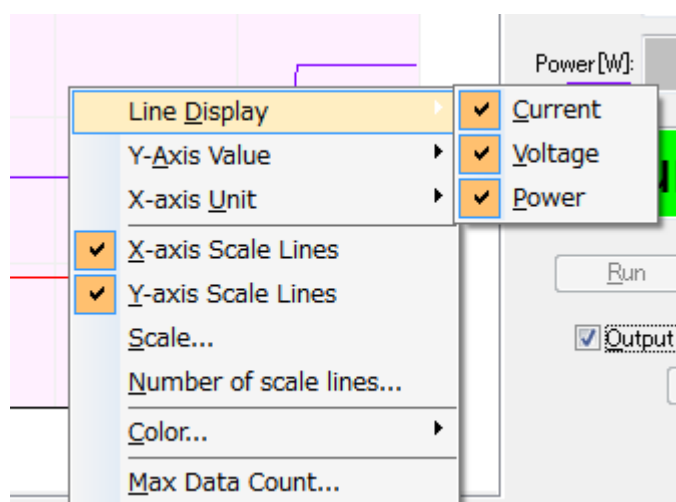 Power[W]:
Line Display
Y-Axis Value
X-axis Unit
X-axis Scale Lines
Y-axis Scale Lines
Scale...
Number of scale lines...
Color...
Max Data Count...
Current
Voltage
Power
Run
Output